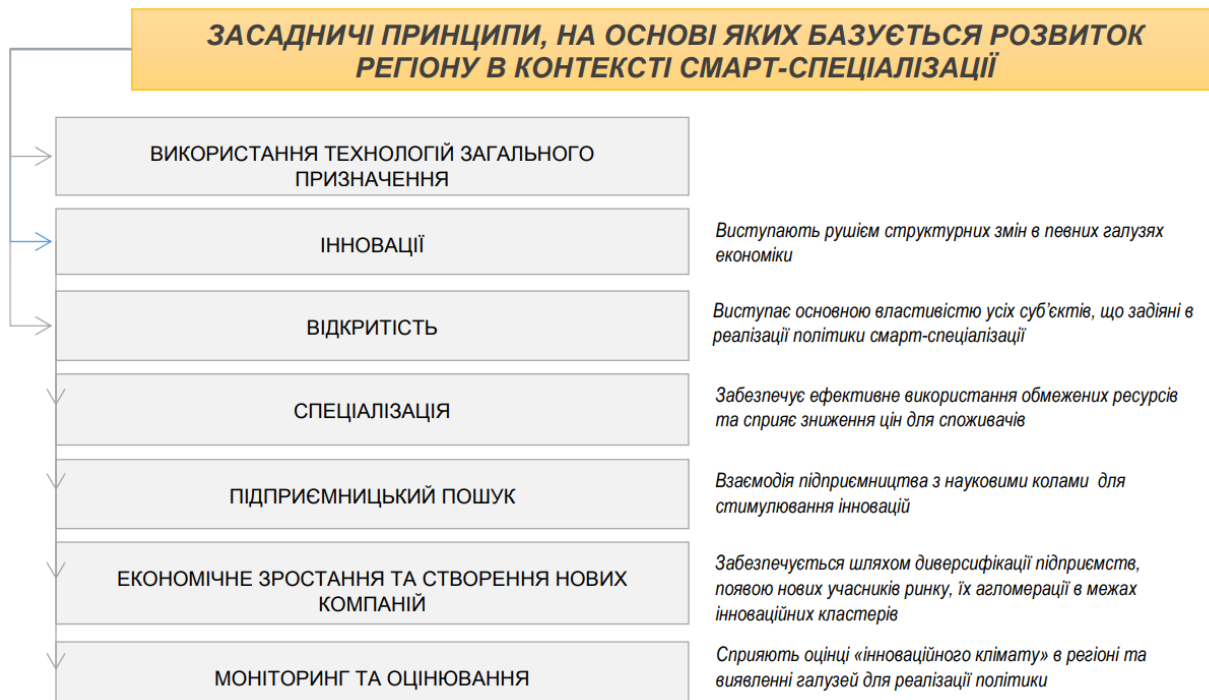 ЗАСАДНИЧІ ПРИНЦИПИ, НА ОСНОВІ ЯКИХ БАЗУЄТЬСЯ РОЗВИТОК
РЕГІОНУ В КОНТЕКСТІ СМАРТ-СПЕЦІАЛІЗАЦІЇ
ВИКОРИСТАННЯ ТЕХНОЛОГІЙ ЗАГАЛЬНОГО
ПРИЗНАЧЕННЯ
ІННОВАЦІЇ
Виступають рушієм структурних змін в певних галузях
економіки
ВІДКРИТІСТЬ
Виступає основною властивістю усіх суб’єктів, що задіяні в
реалізації політики смарт-спеціалізації
СПЕЦІАЛІЗАЦІЯ
Забезпечує ефективне використання обмежених ресурсів
та сприяє зниження цін для споживачів
ПІДПРИЄМНИЦЬКИЙ ПОШУК
Взаємодія підприємництва з науковими колами для
стимулювання інновацій
ЕКОНОМІЧНЕ ЗРОСТАННЯ ТА СТВОРЕННЯ НОВИХ
КОМПАНІЙ
Забезпечується шляхом диверсифікації підприємств,
появою нових учасників ринку, їх агломерації в межах
інноваційних кластерів
МОНІТОРИНГ ТА ОЦІНЮВАННЯ
Сприяють оцінці «інноваційного клімату» в регіоні та
виявленні галузей для реалізації політики